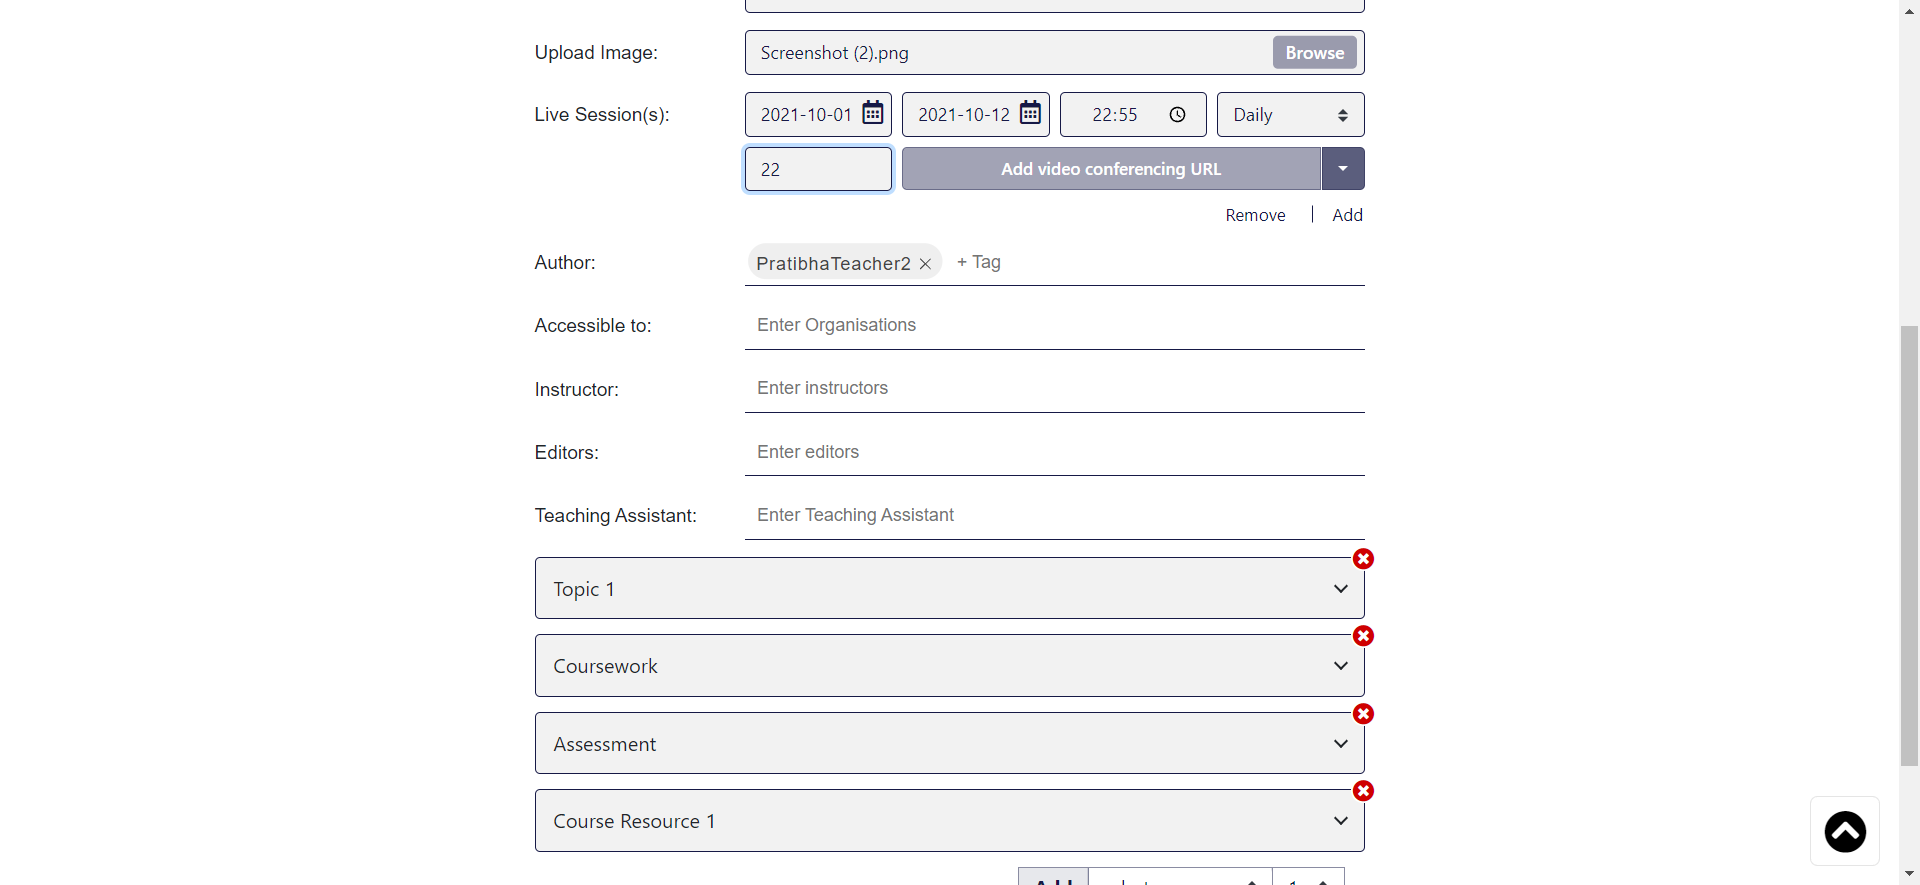 Upload Image: Screenshot (2).png Browse
Live Session(s): 2021-10-01 2021-10-12 22:55 Daily
22 Add video conferencing URL
Remove | Add
Author: PratibhaTeacher2 + Tag
Accessible to: Enter Organisations
Instructor: Enter instructors
Editors: Enter editors
Teaching Assistant: Enter Teaching Assistant
Topic 1
Coursework
Assessment
Course Resource 1